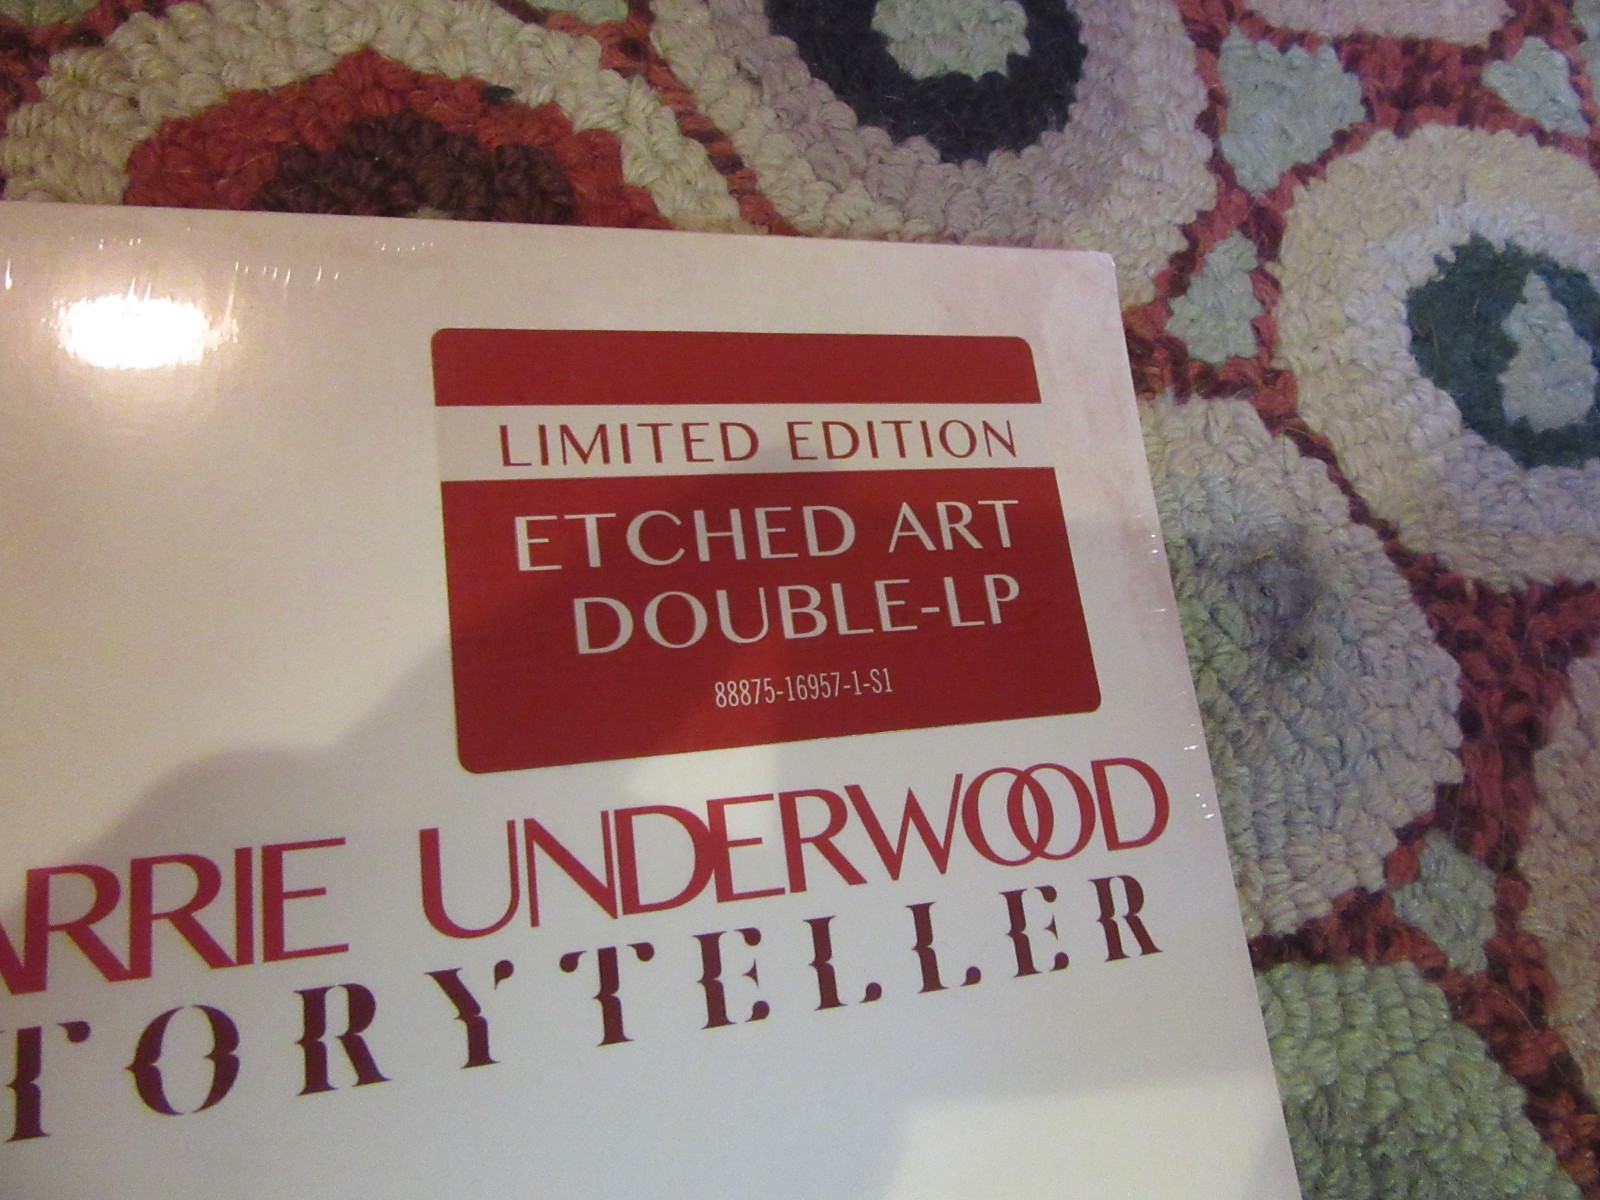 LIMITED EDITION
ETCHED ART
DOUBLE-LP
88875-16957-1-S1
ARRIE UNDERWOOD
TORYTELLER